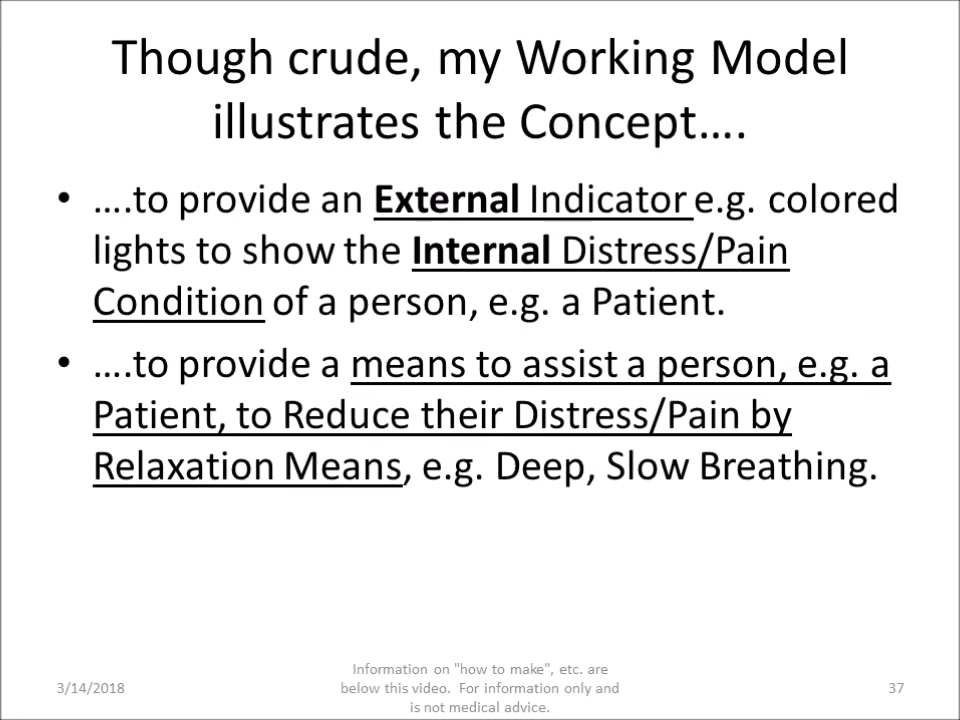 Though crude, my Working Model
illustrates the Concept….
• ….to provide an External Indicator e.g. colored
lights to show the Internal Distress/Pain
Condition of a person, e.g. a Patient.
• ….to provide a means to assist a person, e.g. a
Patient, to Reduce their Distress/Pain by
Relaxation Means, e.g. Deep, Slow Breathing.
3/14/2018
Information on "how to make", etc. are
below this video. For information only and
is not medical advice.
37